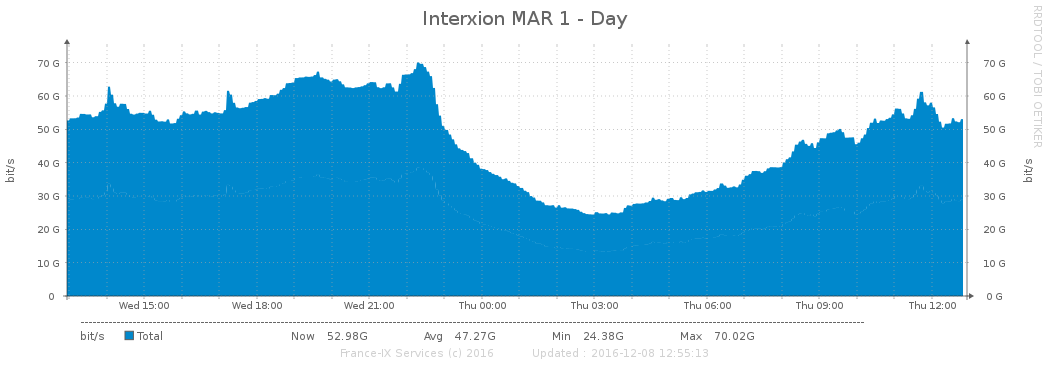 Interxion MAR 1 - Day
RRDTOOL / TOBI OETIKER
bit/s
70 G 70 G
60 G 60 G
50 G 50 G
40 G 40 G
30 G 30 G
20 G 20 G
10 G 10 G
0 0 G
bit/s
Wed 15:00 Wed 18:00 Wed 21:00 Thu 00:00 Thu 03:00 Thu 06:00 Thu 09:00 Thu 12:00
bit/s Total Now 52.98G Avg 47.27G Min 24.38G Max 70.02G
France-IX Services (c) 2016 Updated : 2016-12-08 12:55:13